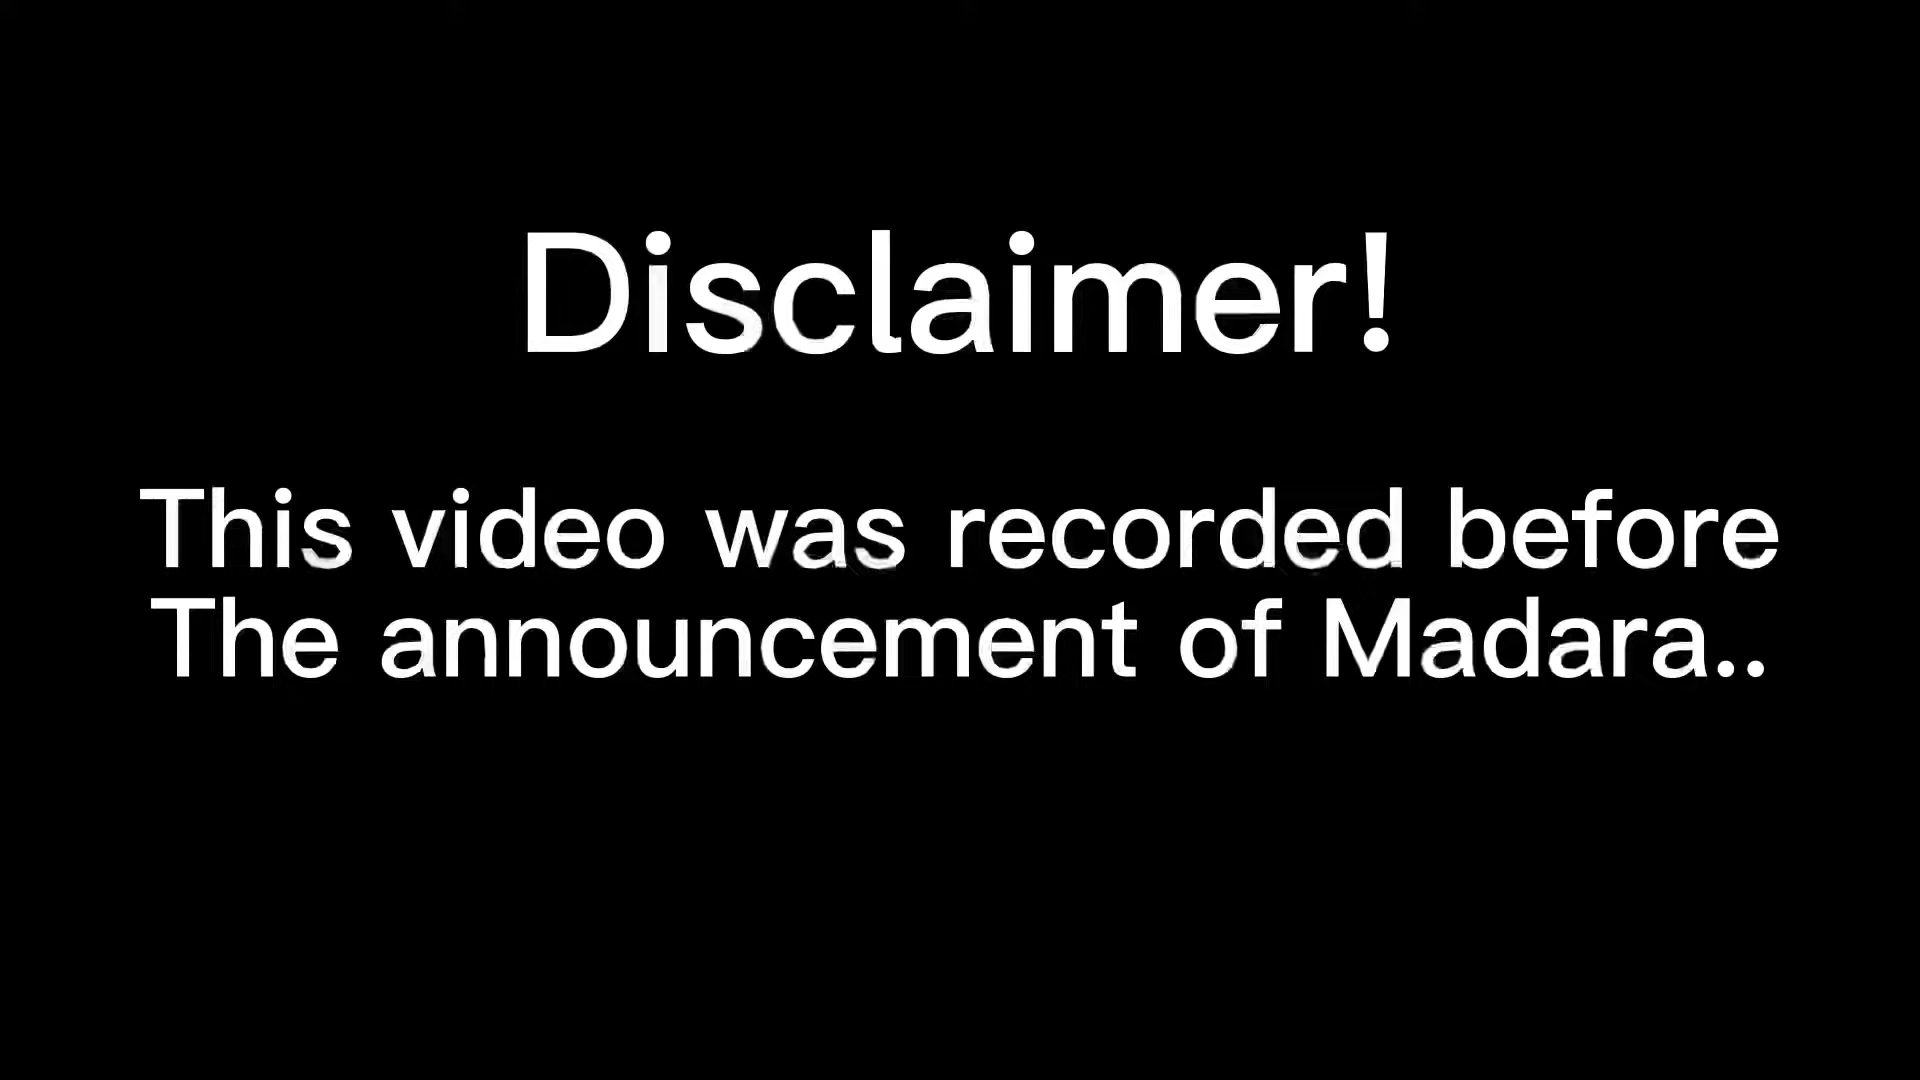 Disclaimer!
This video was recorded before
The announcement of Madara..